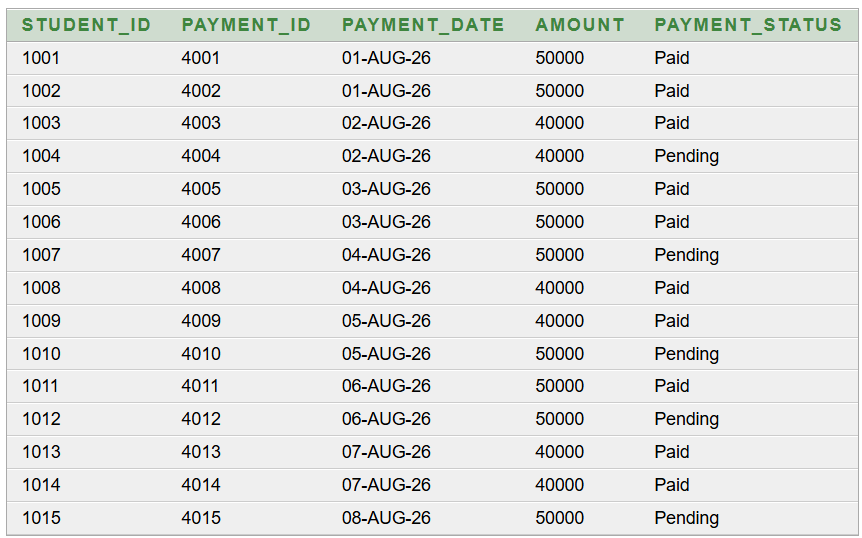 STUDENT_ID PAYMENT_ID PAYMENT_DATE AMOUNT PAYMENT_STATUS
1001 4001 01-AUG-26 50000 Paid
1002 4002 01-AUG-26 50000 Paid
1003 4003 02-AUG-26 40000 Paid
1004 4004 02-AUG-26 40000 Pending
1005 4005 03-AUG-26 50000 Paid
1006 4006 03-AUG-26 50000 Paid
1007 4007 04-AUG-26 50000 Pending
1008 4008 04-AUG-26 40000 Paid
1009 4009 05-AUG-26 40000 Paid
1010 4010 05-AUG-26 50000 Pending
1011 4011 06-AUG-26 50000 Paid
1012 4012 06-AUG-26 50000 Pending
1013 4013 07-AUG-26 40000 Paid
1014 4014 07-AUG-26 40000 Paid
1015 4015 08-AUG-26 50000 Pending